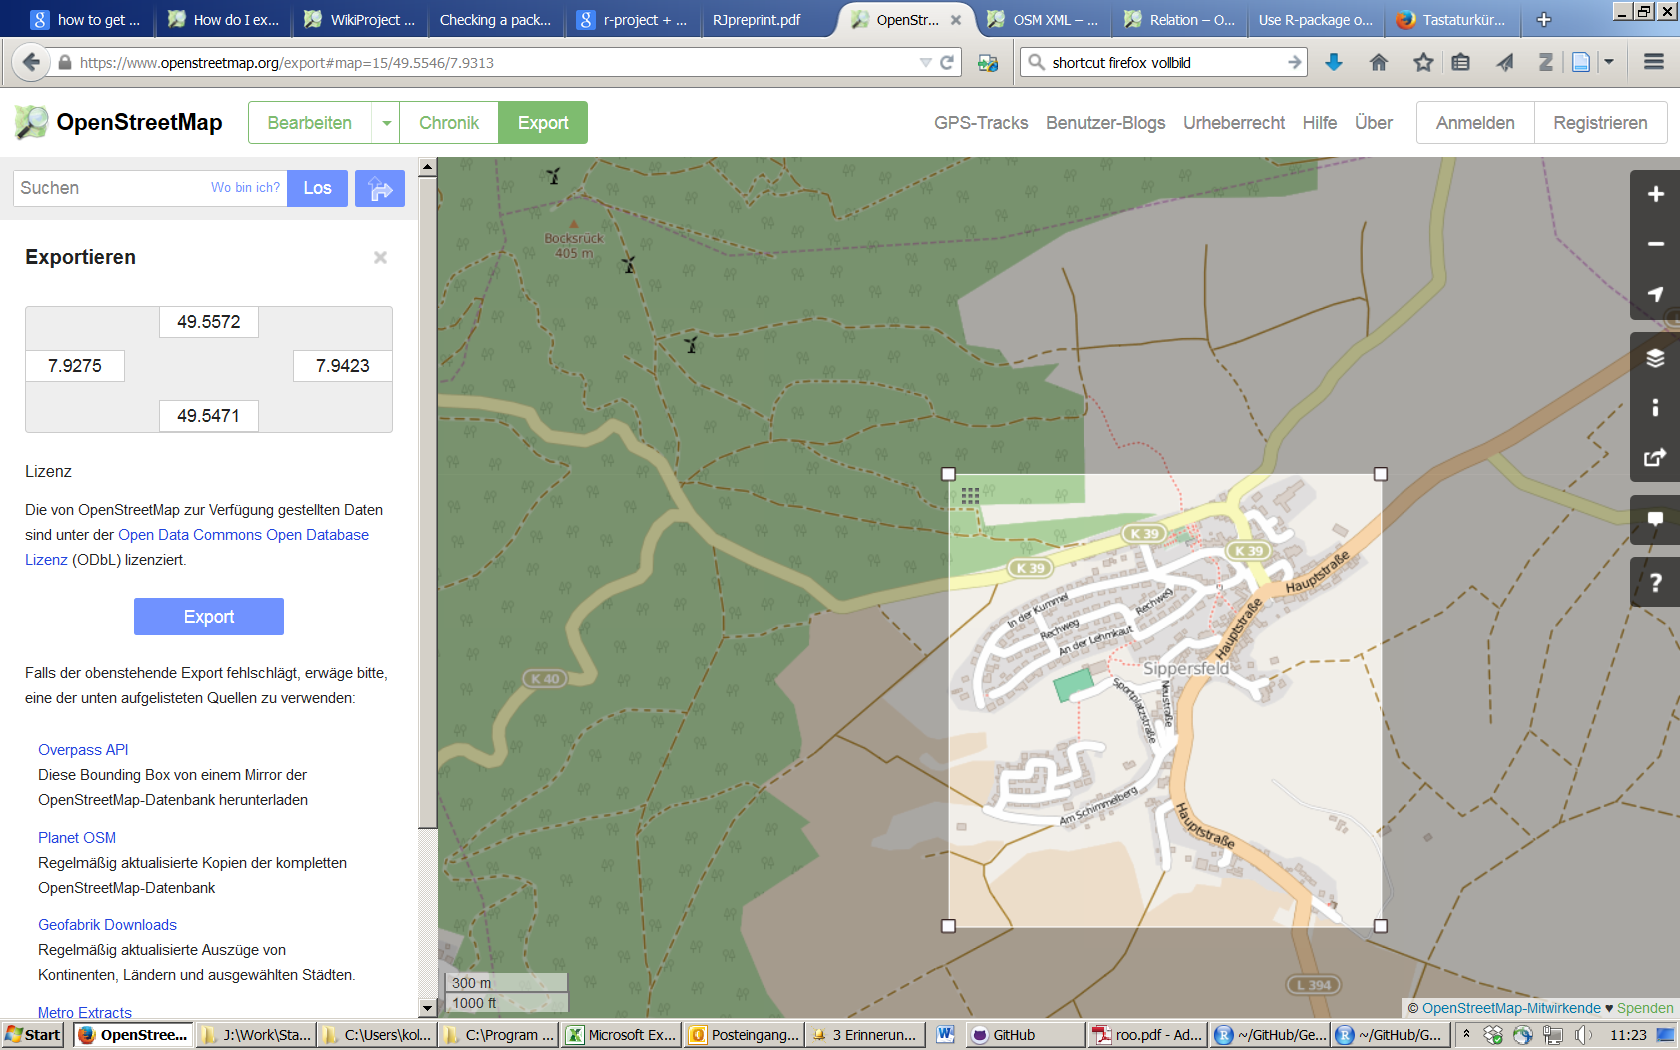 how to get ...
How do I ex...
WikiProject ...
Checking a pack...
r-project + ...
RJpreprint.pdf
OpenStr...
OSM XML – ...
Relation – O...
Use R-package o...
Tastaturkür...
https://www.openstreetmap.org/export#map=15/49.5546/7.9313
shortcut firefox vollbild
OpenStreetMap
Bearbeiten
Chronik
Export
GPS-Tracks
Benutzer-Blogs
Urheberrecht
Hilfe
Über
Anmelden
Registrieren
Suchen
Wo bin ich?
Los
Exportieren
49.5572
7.9275
7.9423
49.5471
Lizenz
Die von OpenStreetMap zur Verfügung gestellten Daten
sind unter der Open Data Commons Open Database
Lizenz (ODbL) lizenziert.
Export
Falls der obenstehende Export fehlschlägt, erwäge bitte,
eine der unten aufgelisteten Quellen zu verwenden:
Overpass API
Diese Bounding Box von einem Mirror der
OpenStreetMap-Datenbank herunterladen
Planet OSM
Regelmäßig aktualisierte Kopien der kompletten
OpenStreetMap-Datenbank
Geofabrik Downloads
Regelmäßig aktualisierte Auszüge von
Kontinenten, Ländern und ausgewählten Städten.
Metro Extracts
Bocksrück
405 m
K 39
K 39
K 39
K 40
In der Kümmel
Rechweg
Rechweg
An der Lehmkaut
Hauptstraße
Hauptstraße
Sippersfeld
Sportplatzstraße
Neustraße
Am Schimmelberg
Hauptstraße
L 394
300 m
1000 ft
© OpenStreetMap-Mitwirkende ♥ Spenden
Start
OpenStree...
J:\Work\Sta...
C:\Users\kol...
C:\Program ...
Microsoft Ex...
Posteingang...
3 Erinnerun...
GitHub
roo.pdf - Ad...
~/GitHub/Ge...
~/GitHub/G...
11:23